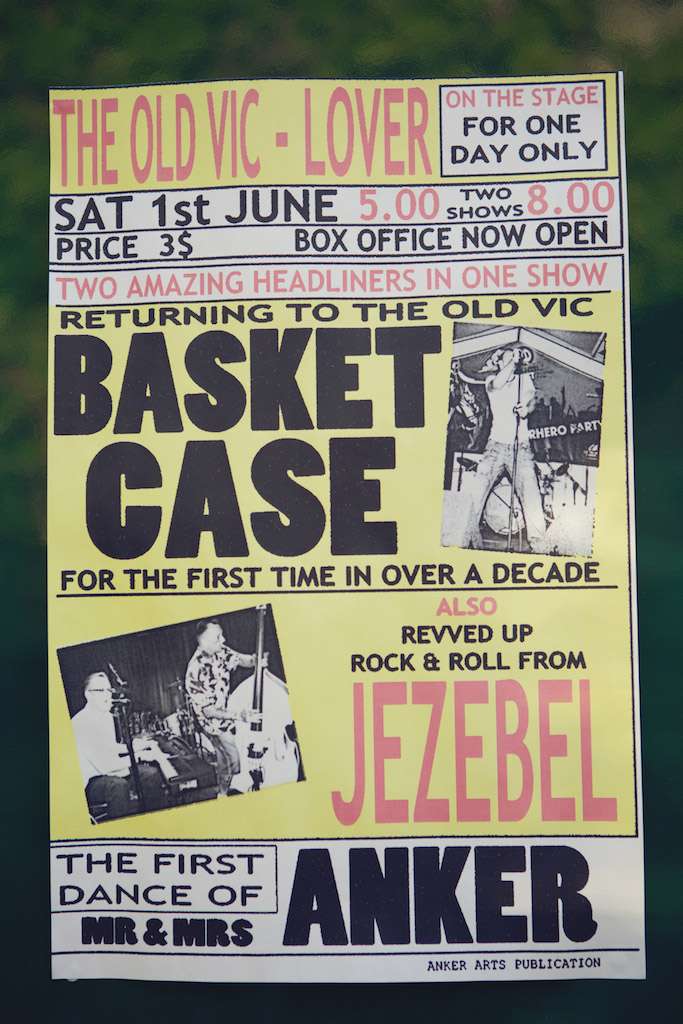 THE OLD VIC - LOVER
ON THE STAGE
FOR ONE
DAY ONLY
SAT 1st JUNE 5.00 TWO SHOWS 8.00
PRICE 3$ BOX OFFICE NOW OPEN
TWO AMAZING HEADLINERS IN ONE SHOW
RETURNING TO THE OLD VIC
BASKET
CASE
RHERO PARTY
FOR THE FIRST TIME IN OVER A DECADE
ALSO
REVVED UP
ROCK & ROLL FROM
JEZEBEL
THE FIRST
DANCE OF
MR & MRS
ANKER
ANKER ARTS PUBLICATION